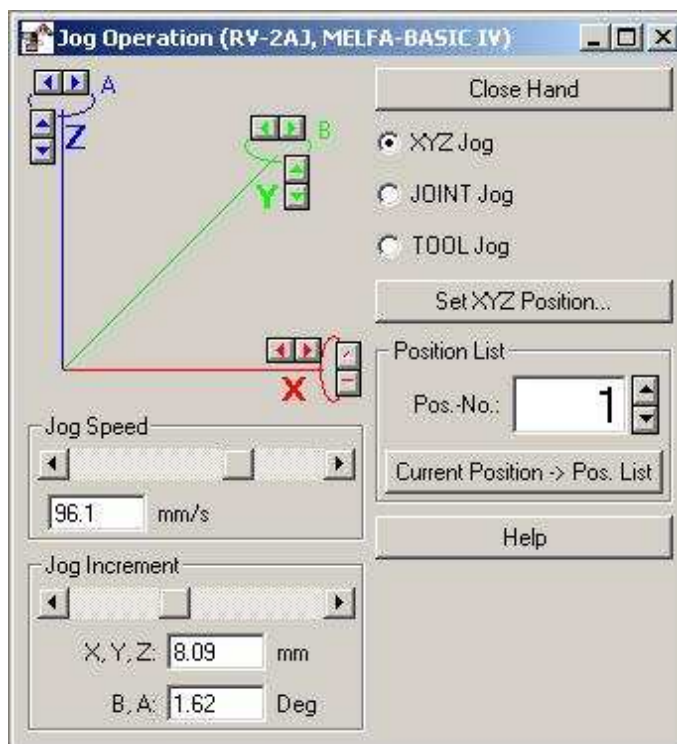 Jog Operation (RV-2AJ, MELFA-BASIC IV)
A
Z
B
Y
X
Close Hand
XYZ Jog
JOINT Jog
TOOL Jog
Set XYZ Position...
Position List
Pos.-No.: 1
Current Position -> Pos. List
Help
Jog Speed
96.1 mm/s
Jog Increment
X, Y, Z: 8.09 mm
B, A: 1.62 Deg